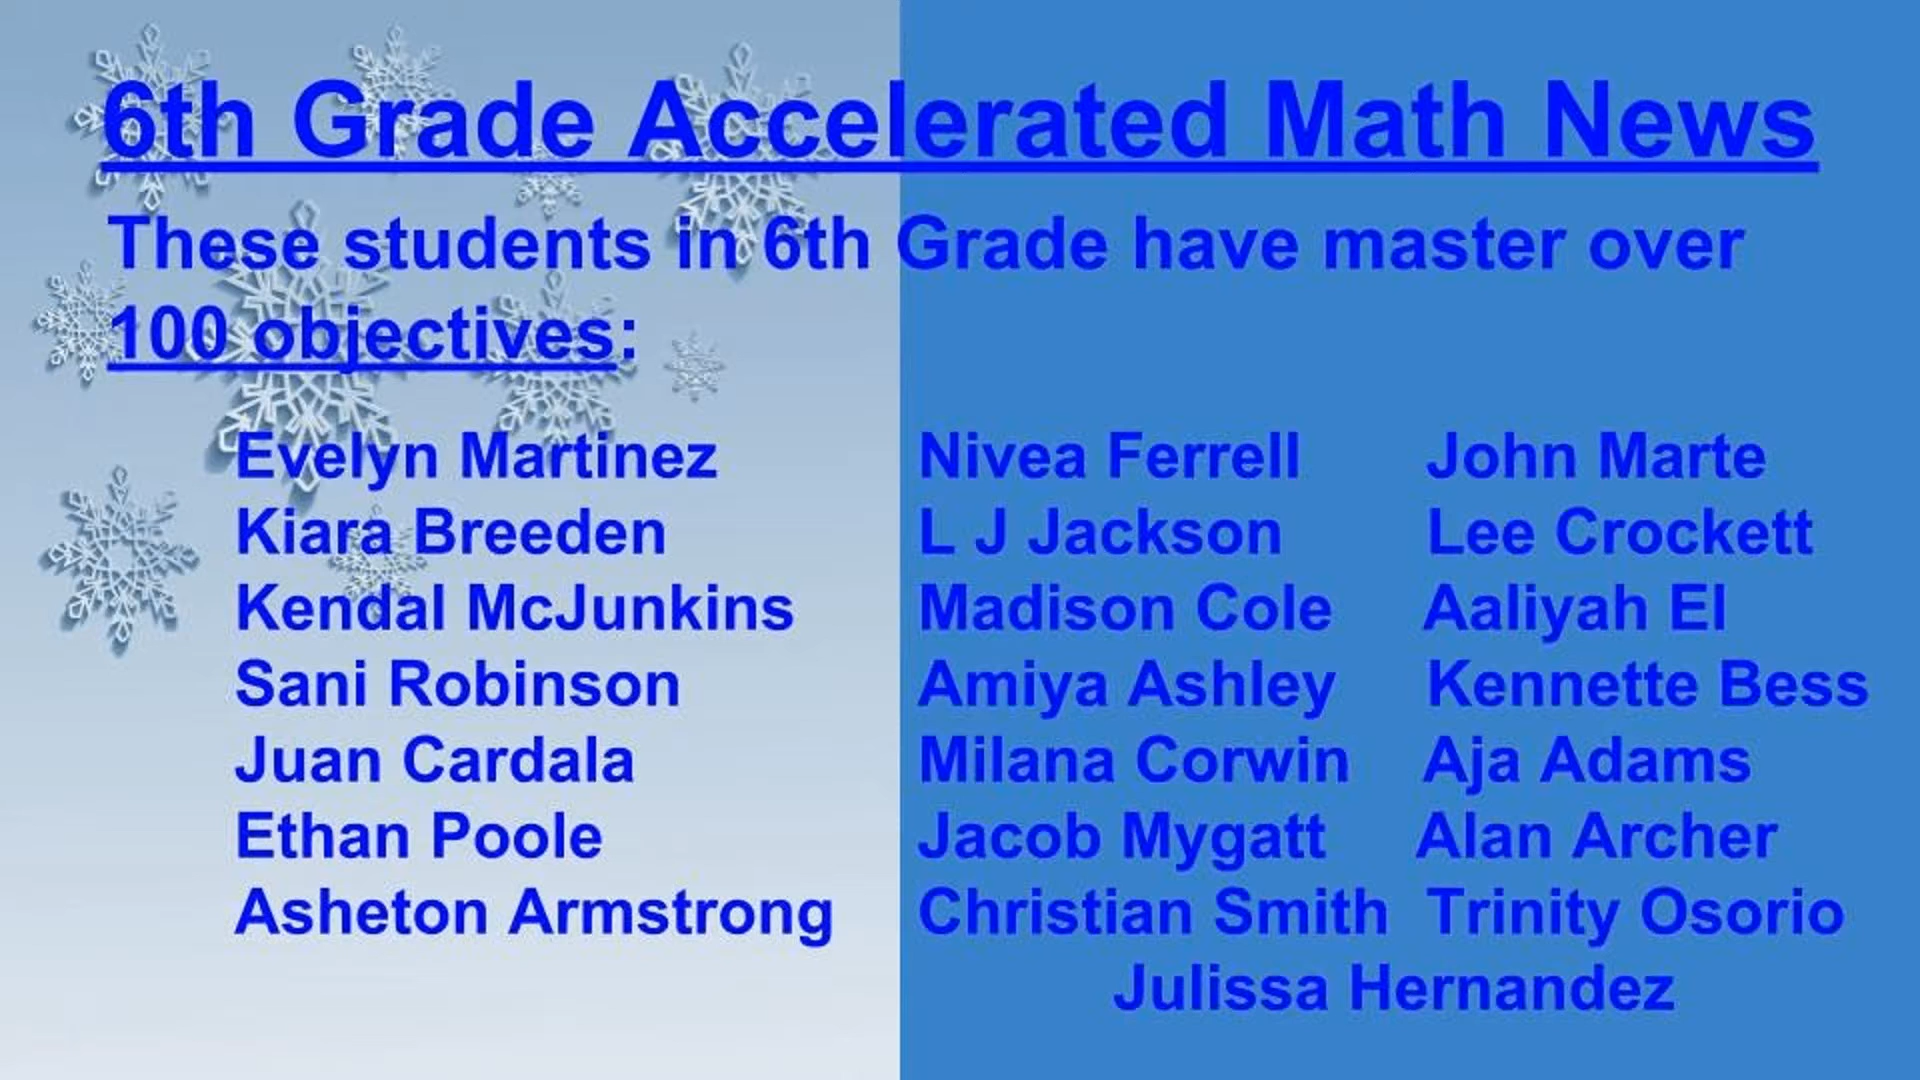 6th Grade Accelerated Math News
These students in 6th Grade have master over
100 objectives:
Evelyn Martinez Nivea Ferrell John Marte
Kiara Breeden L J Jackson Lee Crockett
Kendal McJunkins Madison Cole Aaliyah El
Sani Robinson Amiya Ashley Kennette Bess
Juan Cardala Milana Corwin Aja Adams
Ethan Poole Jacob Mygatt Alan Archer
Asheton Armstrong Christian Smith Trinity Osorio
Julissa Hernandez